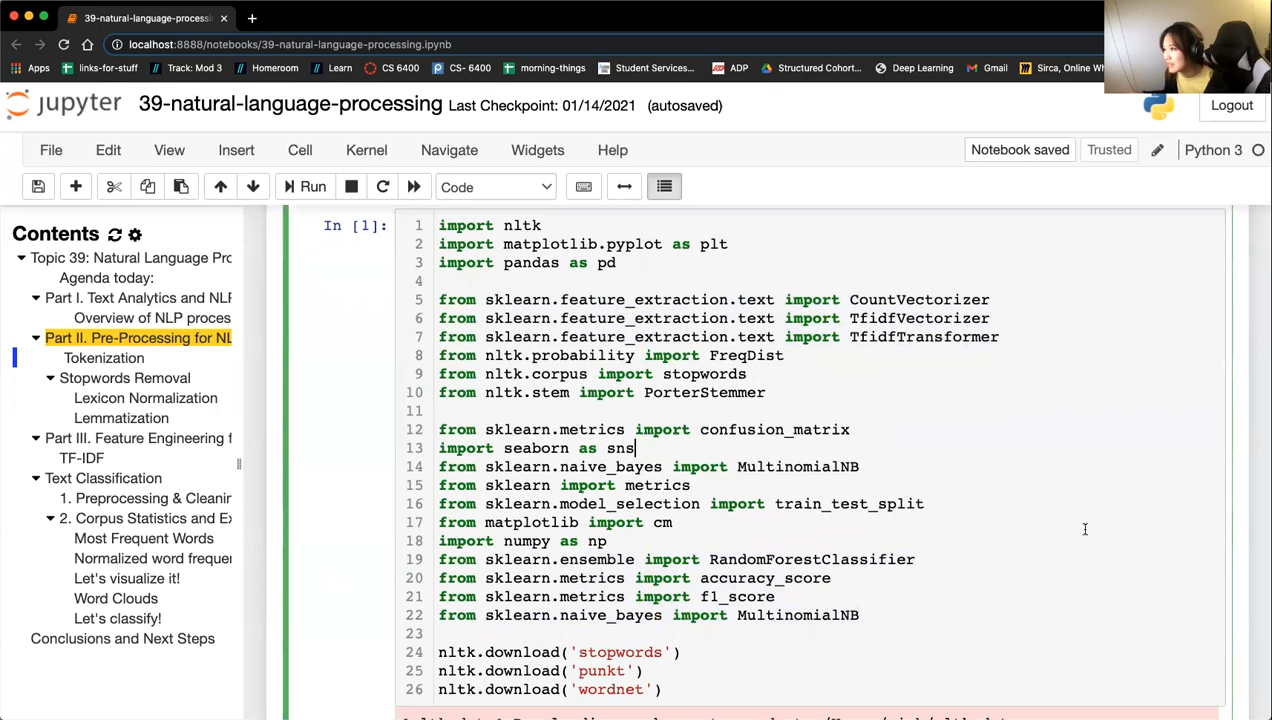 39-natural-language-processin
localhost:8888/notebooks/39-natural-language-processing.ipynb
Apps links-for-stuff Track: Mod 3 Homeroom Learn CS 6400 CS-6400 morning-things Student Services... ADP Structured Cohort... Deep Learning Gmail Sirca, Online Wh
jupyter 39-natural-language-processing Last Checkpoint: 01/14/2021 (autosaved) Logout
File Edit View Insert Cell Kernel Navigate Widgets Help Notebook saved Trusted Python 3
Run Code
Contents
Topic 39: Natural Language Pro
Agenda today:
Part I. Text Analytics and NLP
Overview of NLP proces
Part II. Pre-Processing for NL
Tokenization
Stopwords Removal
Lexicon Normalization
Lemmatization
Part III. Feature Engineering f
TF-IDF
Text Classification
1. Preprocessing & Cleanin
2. Corpus Statistics and Ex
Most Frequent Words
Normalized word frequer
Let's visualize it!
Word Clouds
Let's classify!
Conclusions and Next Steps
In [1]:
1 import nltk
2 import matplotlib.pyplot as plt
3 import pandas as pd
4
5 from sklearn.feature_extraction.text import CountVectorizer
6 from sklearn.feature_extraction.text import TfidfVectorizer
7 from sklearn.feature_extraction.text import TfidfTransformer
8 from nltk.probability import FreqDist
9 from nltk.corpus import stopwords
10 from nltk.stem import PorterStemmer
11
12 from sklearn.metrics import confusion_matrix
13 import seaborn as sns
14 from sklearn.naive_bayes import MultinomialNB
15 from sklearn import metrics
16 from sklearn.model_selection import train_test_split
17 from matplotlib import cm
18 import numpy as np
19 from sklearn.ensemble import RandomForestClassifier
20 from sklearn.metrics import accuracy_score
21 from sklearn.metrics import f1_score
22 from sklearn.naive_bayes import MultinomialNB
23
24 nltk.download('stopwords')
25 nltk.download('punkt')
26 nltk.download('wordnet')